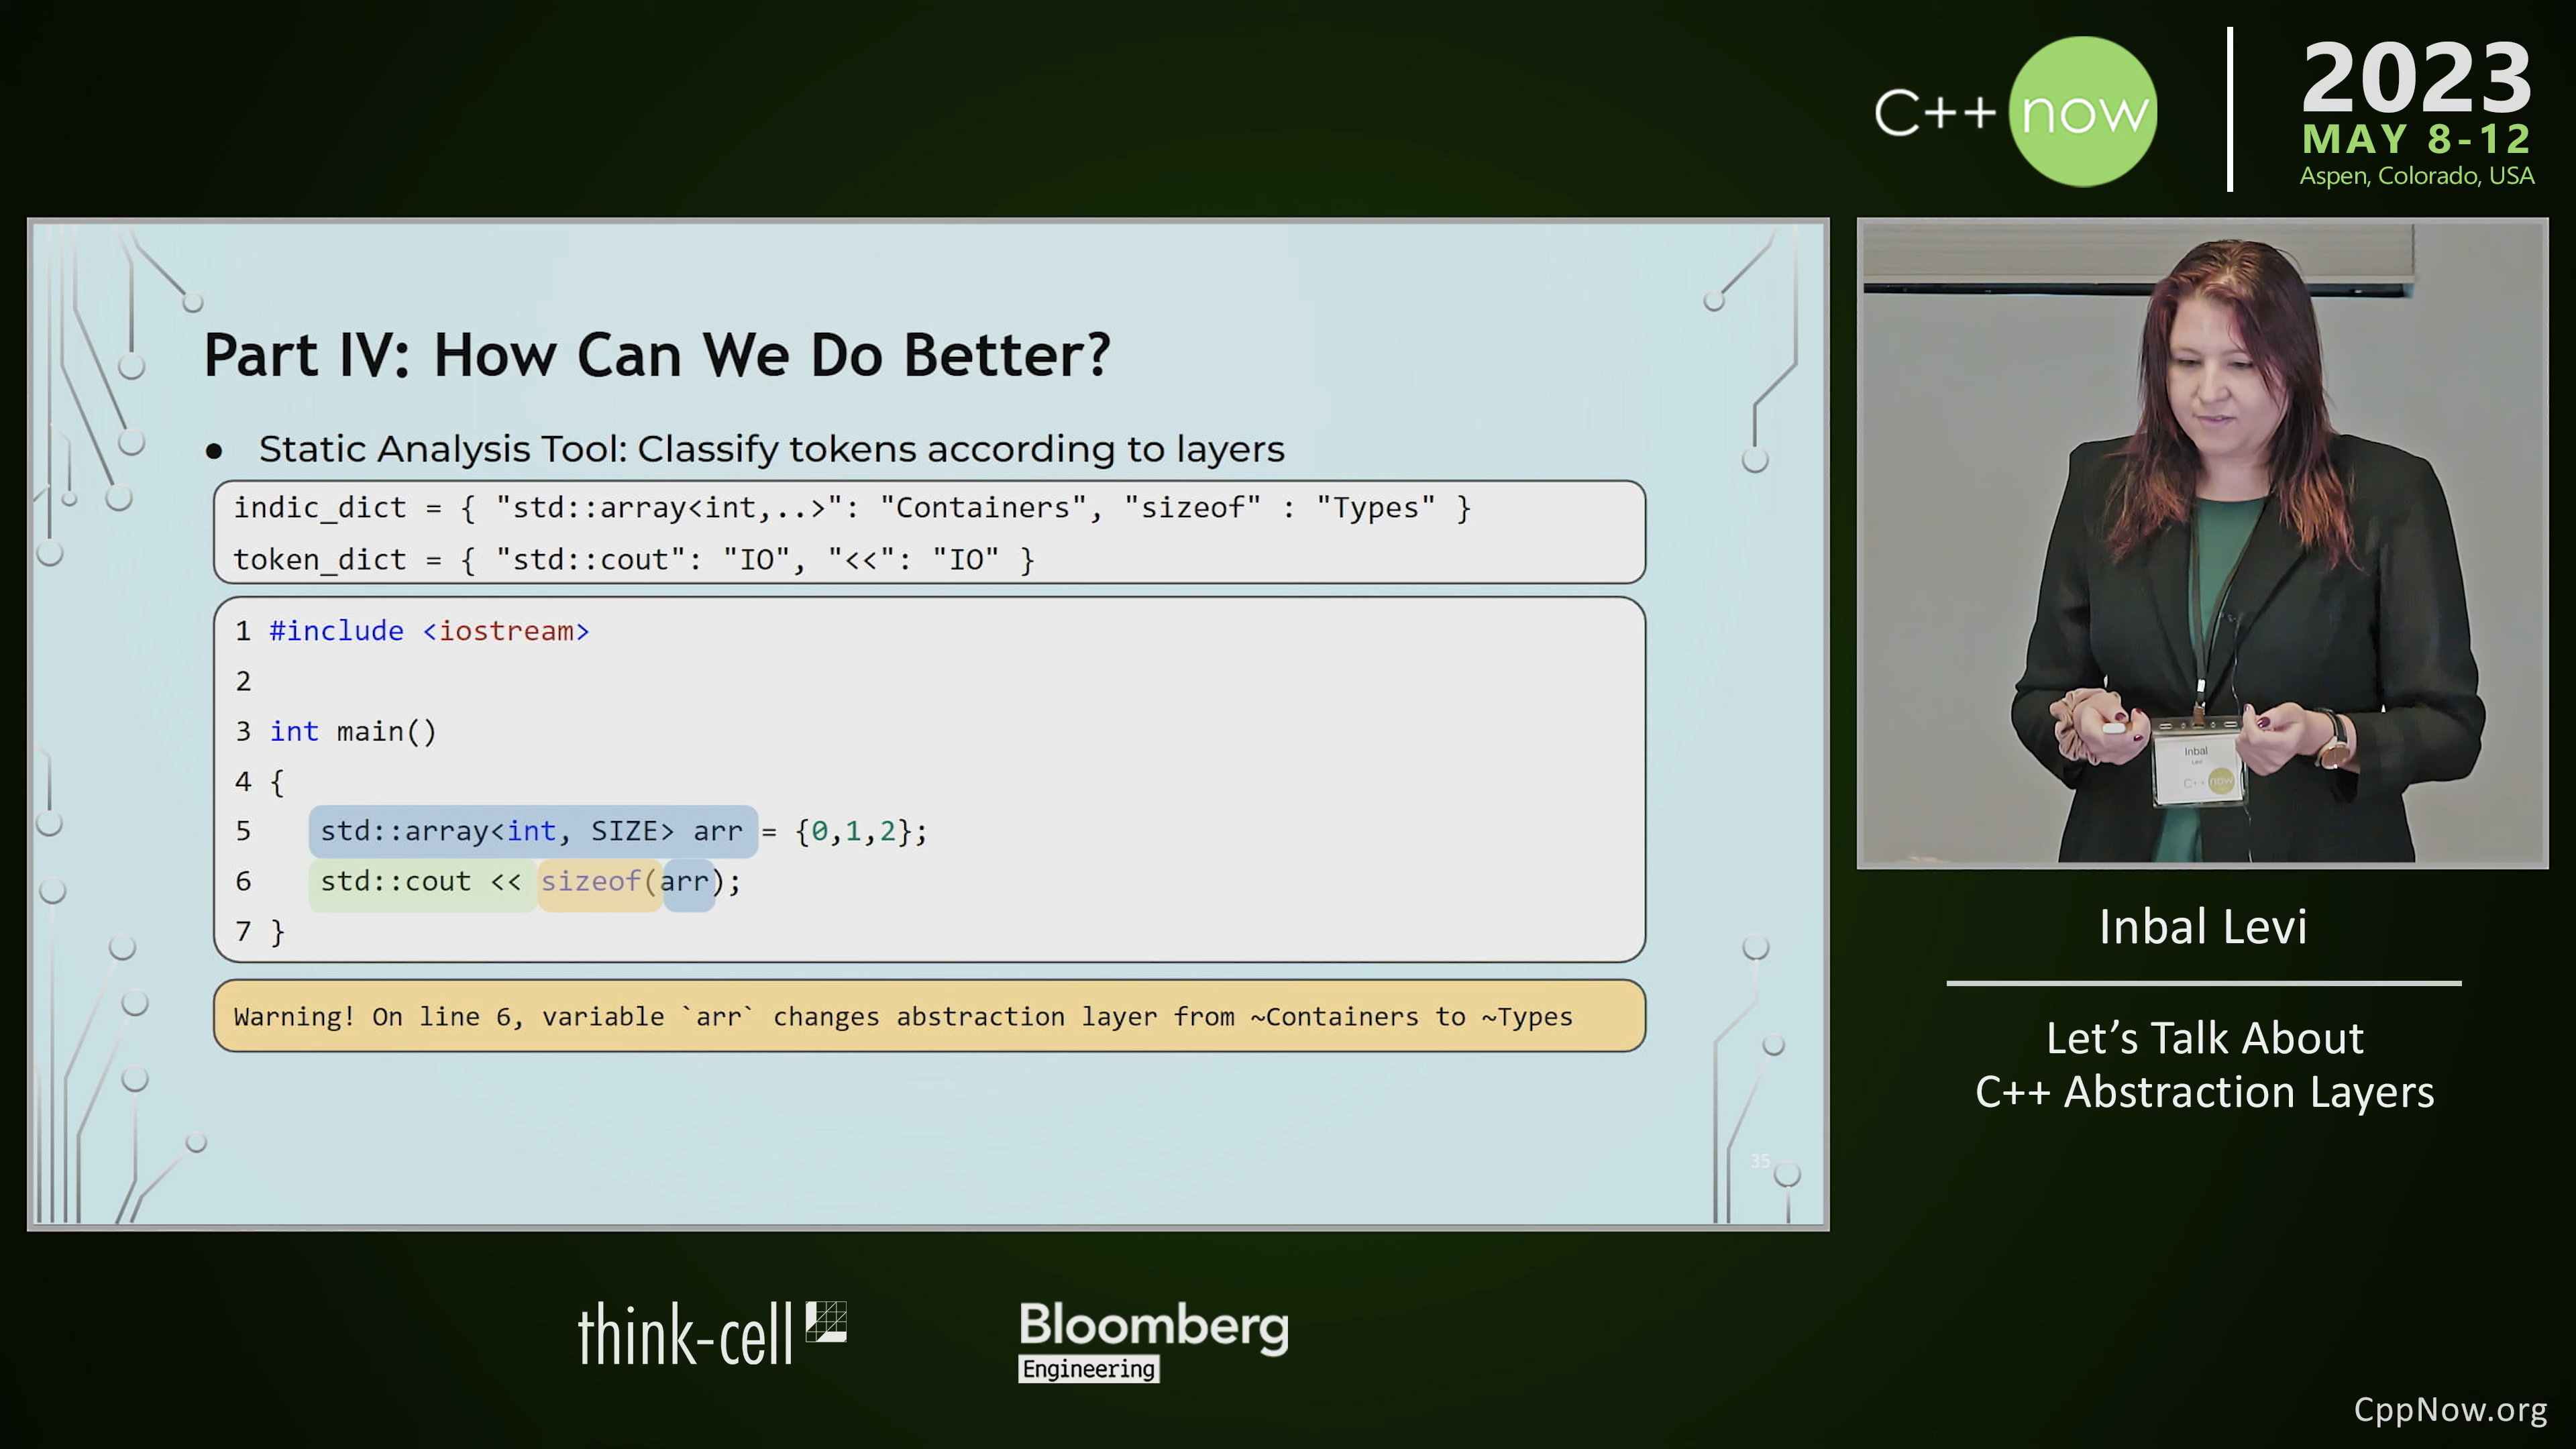 C++ now
2023
MAY 8-12
Aspen, Colorado, USA
Part IV: How Can We Do Better?
● Static Analysis Tool: Classify tokens according to layers
indic_dict = { "std::array<int,..>": "Containers", "sizeof" : "Types" }
token_dict = { "std::cout": "IO", "<<": "IO" }
1 #include <iostream>
2
3 int main()
4 {
5 std::array<int, SIZE> arr = {0,1,2};
6 std::cout << sizeof(arr);
7 }
Warning! On line 6, variable `arr` changes abstraction layer from ~Containers to ~Types
35
Inbal
Levi
C++ now
Inbal Levi
Let’s Talk About
C++ Abstraction Layers
think-cell
Bloomberg
Engineering
CppNow.org